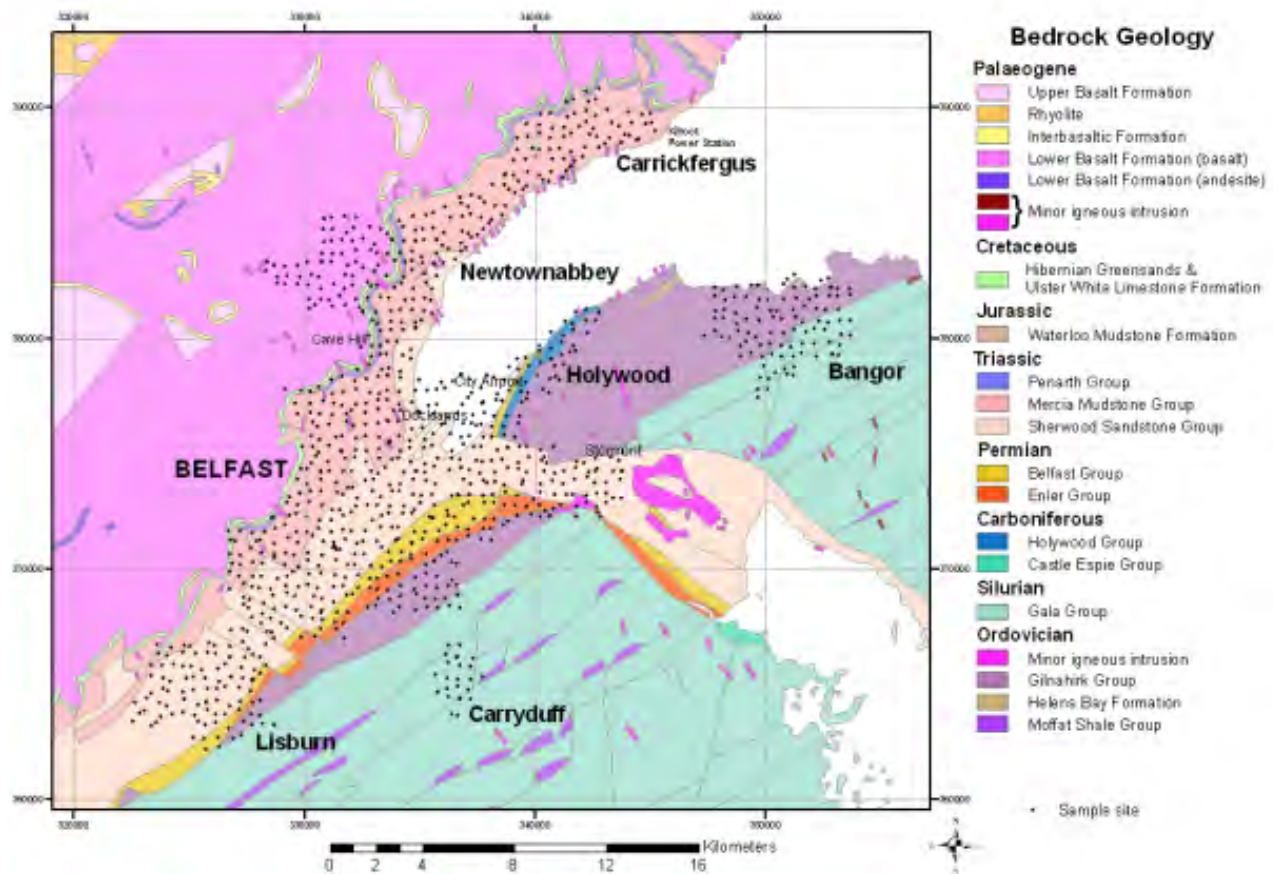 Bedrock Geology
Palaeogene
Upper Basalt Formation
Rhyolite
Interbasaltic Formation
Lower Basalt Formation (basalt)
Lower Basalt Formation (andesite)
Minor igneous intrusion
Cretaceous
Hibernian Greensands &
Ulster White Limestone Formation
Jurassic
Waterloo Mudstone Formation
Triassic
Penarth Group
Mercia Mudstone Group
Sherwood Sandstone Group
Permian
Belfast Group
Enler Group
Carboniferous
Holywood Group
Castle Espie Group
Silurian
Gala Group
Ordovician
Minor igneous intrusion
Gilnahirk Group
Helens Bay Formation
Moffat Shale Group
Sample site
Kilroot
Power Station
Carrickfergus
Newtownabbey
Cave Hill
City Airport
Holywood
Bangor
Docklands
Stormont
BELFAST
Carryduff
Lisburn
Kilometers
0 2 4 8 12 16